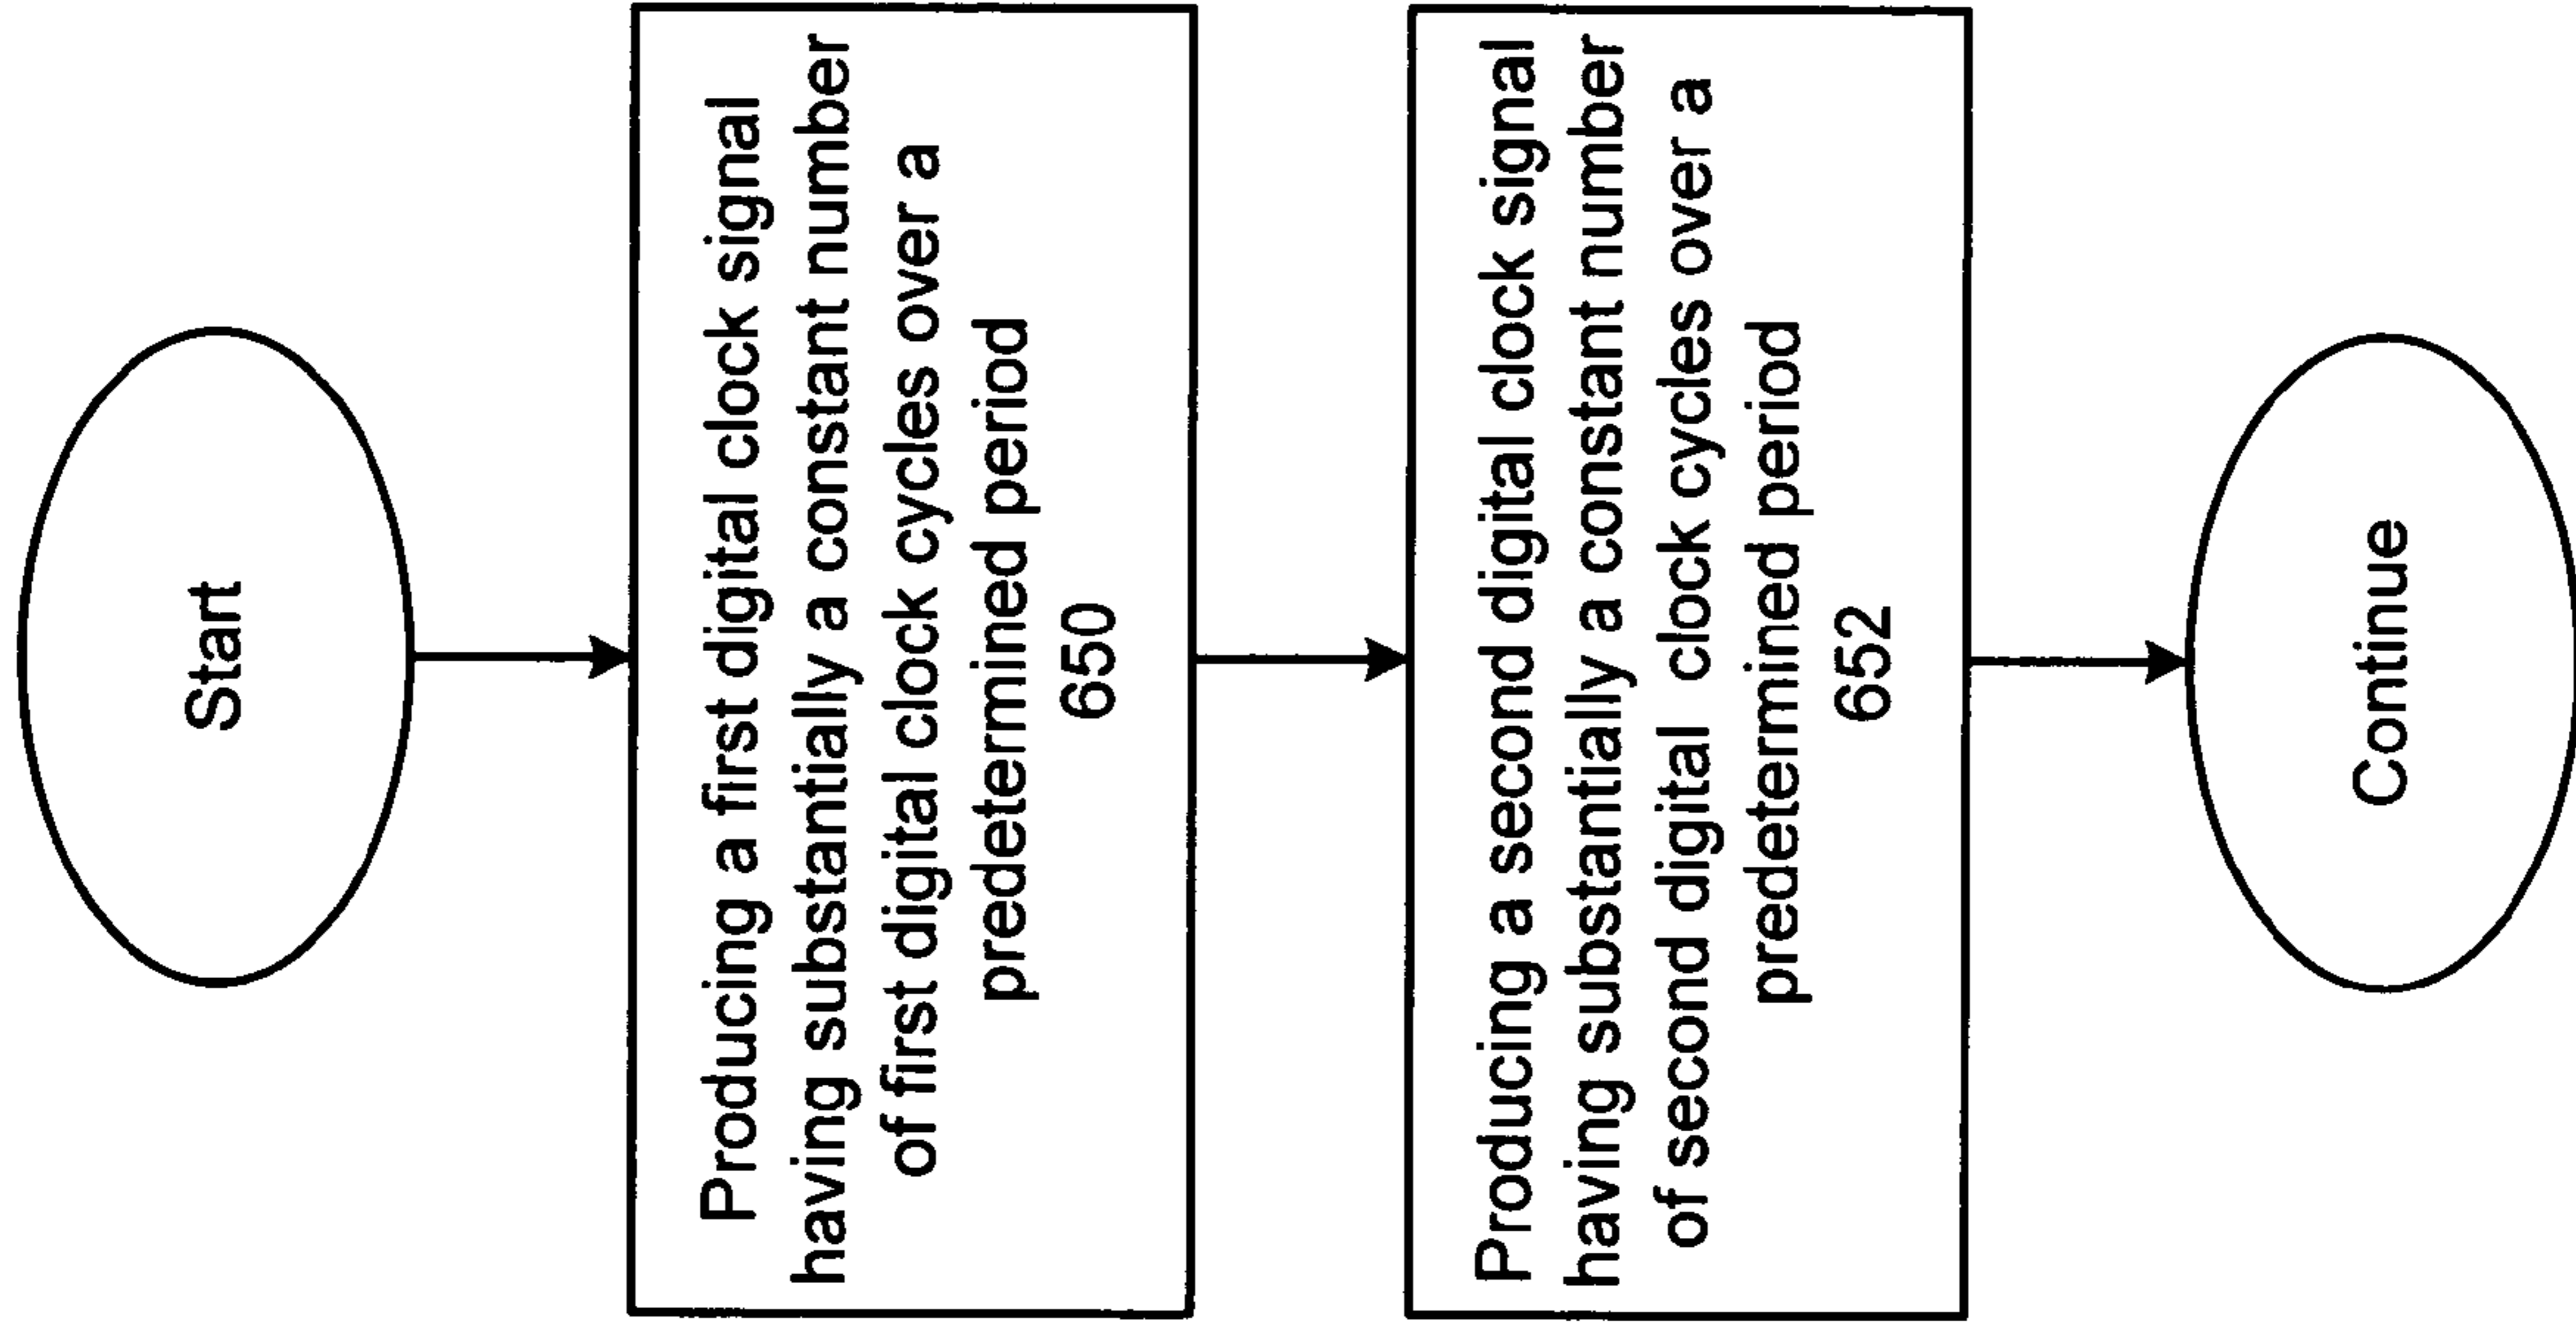 Start
Producing a first digital clock signal
having substantially a constant number
of first digital clock cycles over a
predetermined period
650
Producing a second digital clock signal
having substantially a constant number
of second digital  clock cycles over a
predetermined period
652
Continue